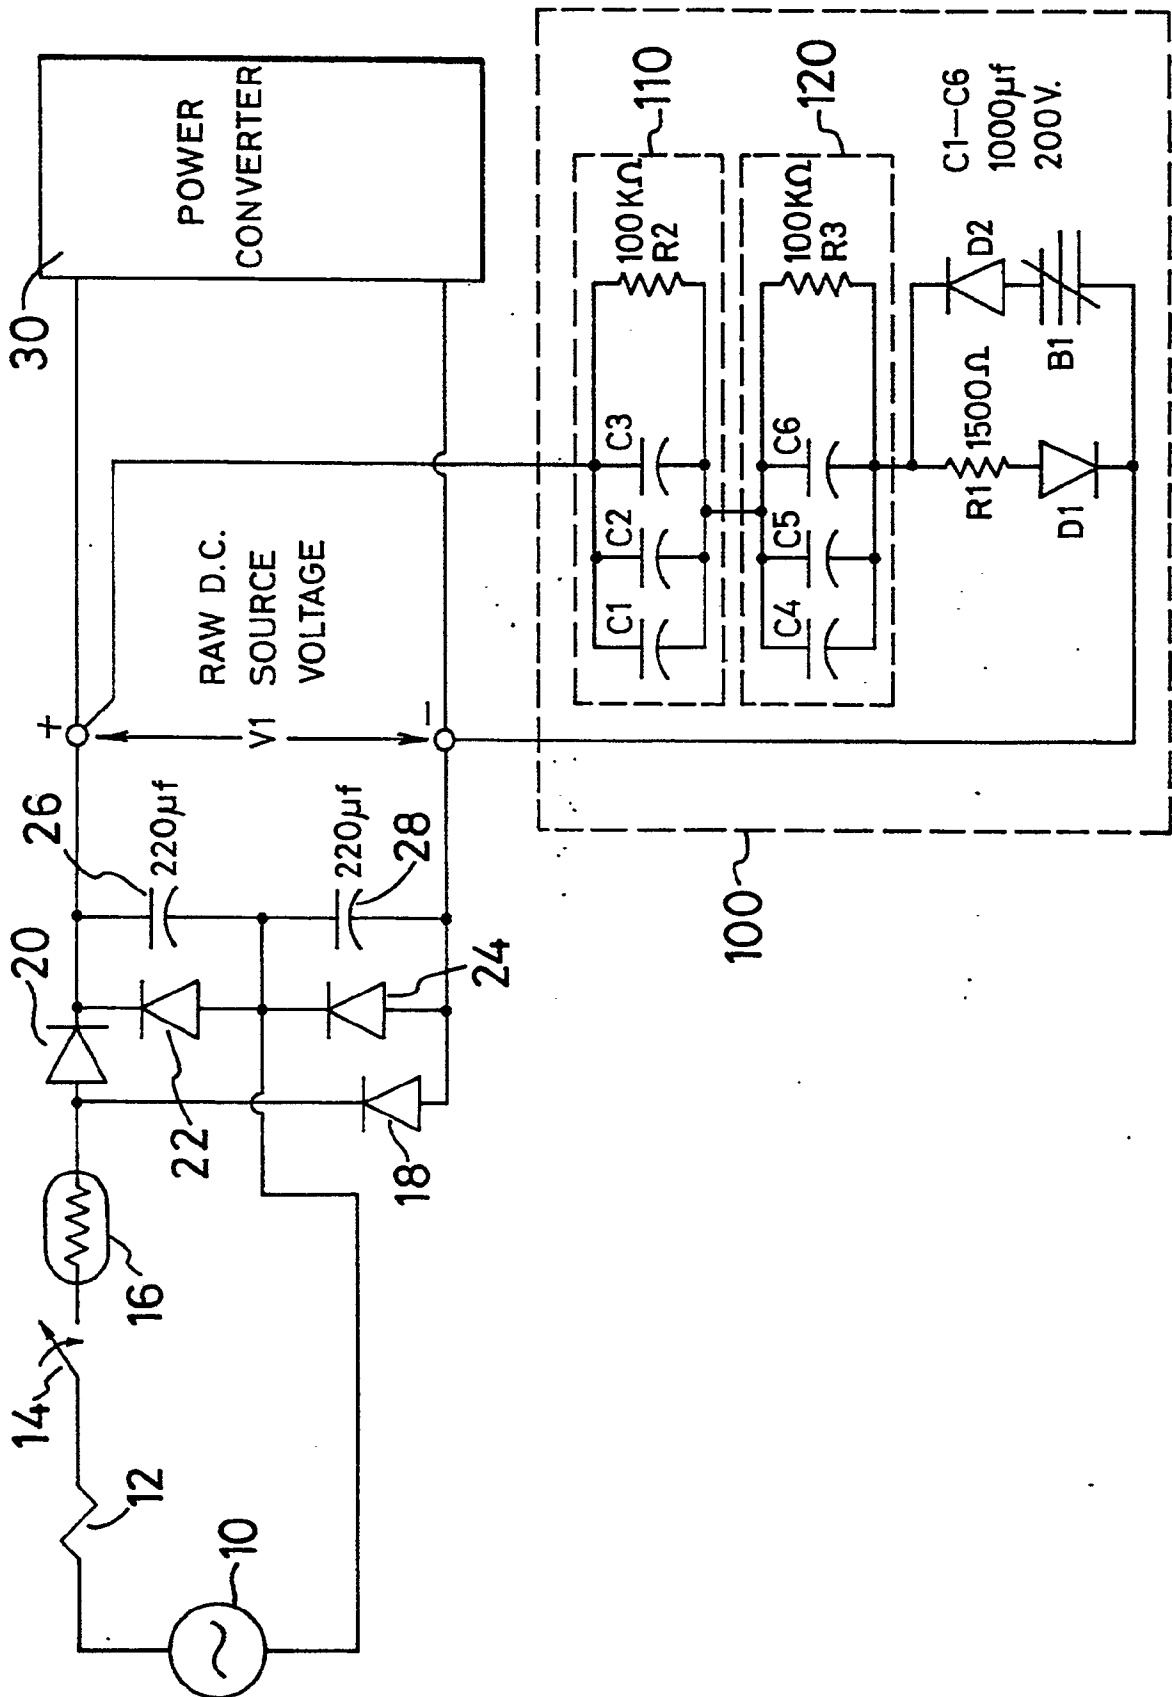 30
POWER
CONVERTER
+
RAW D.C.
V1 SOURCE
VOLTAGE
−
26
220μf
220μf
28
20
22
24
18
16
14
12
10
100
110
C1
C2
C3
100KΩ
R2
120
C4
C5
C6
100KΩ
R3
R1 1500Ω
D1
D2
B1
C1—C6
1000μf
200V.